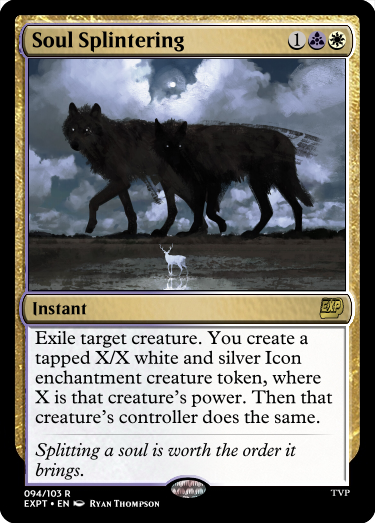 Soul Splintering 1
Instant EXP
Exile target creature. You create a
tapped X/X white and silver Icon
enchantment creature token, where
X is that creature's power. Then that
creature's controller does the same.
Splitting a soul is worth the order it
brings.
094/103 R TVP
EXPT • EN Ryan Thompson